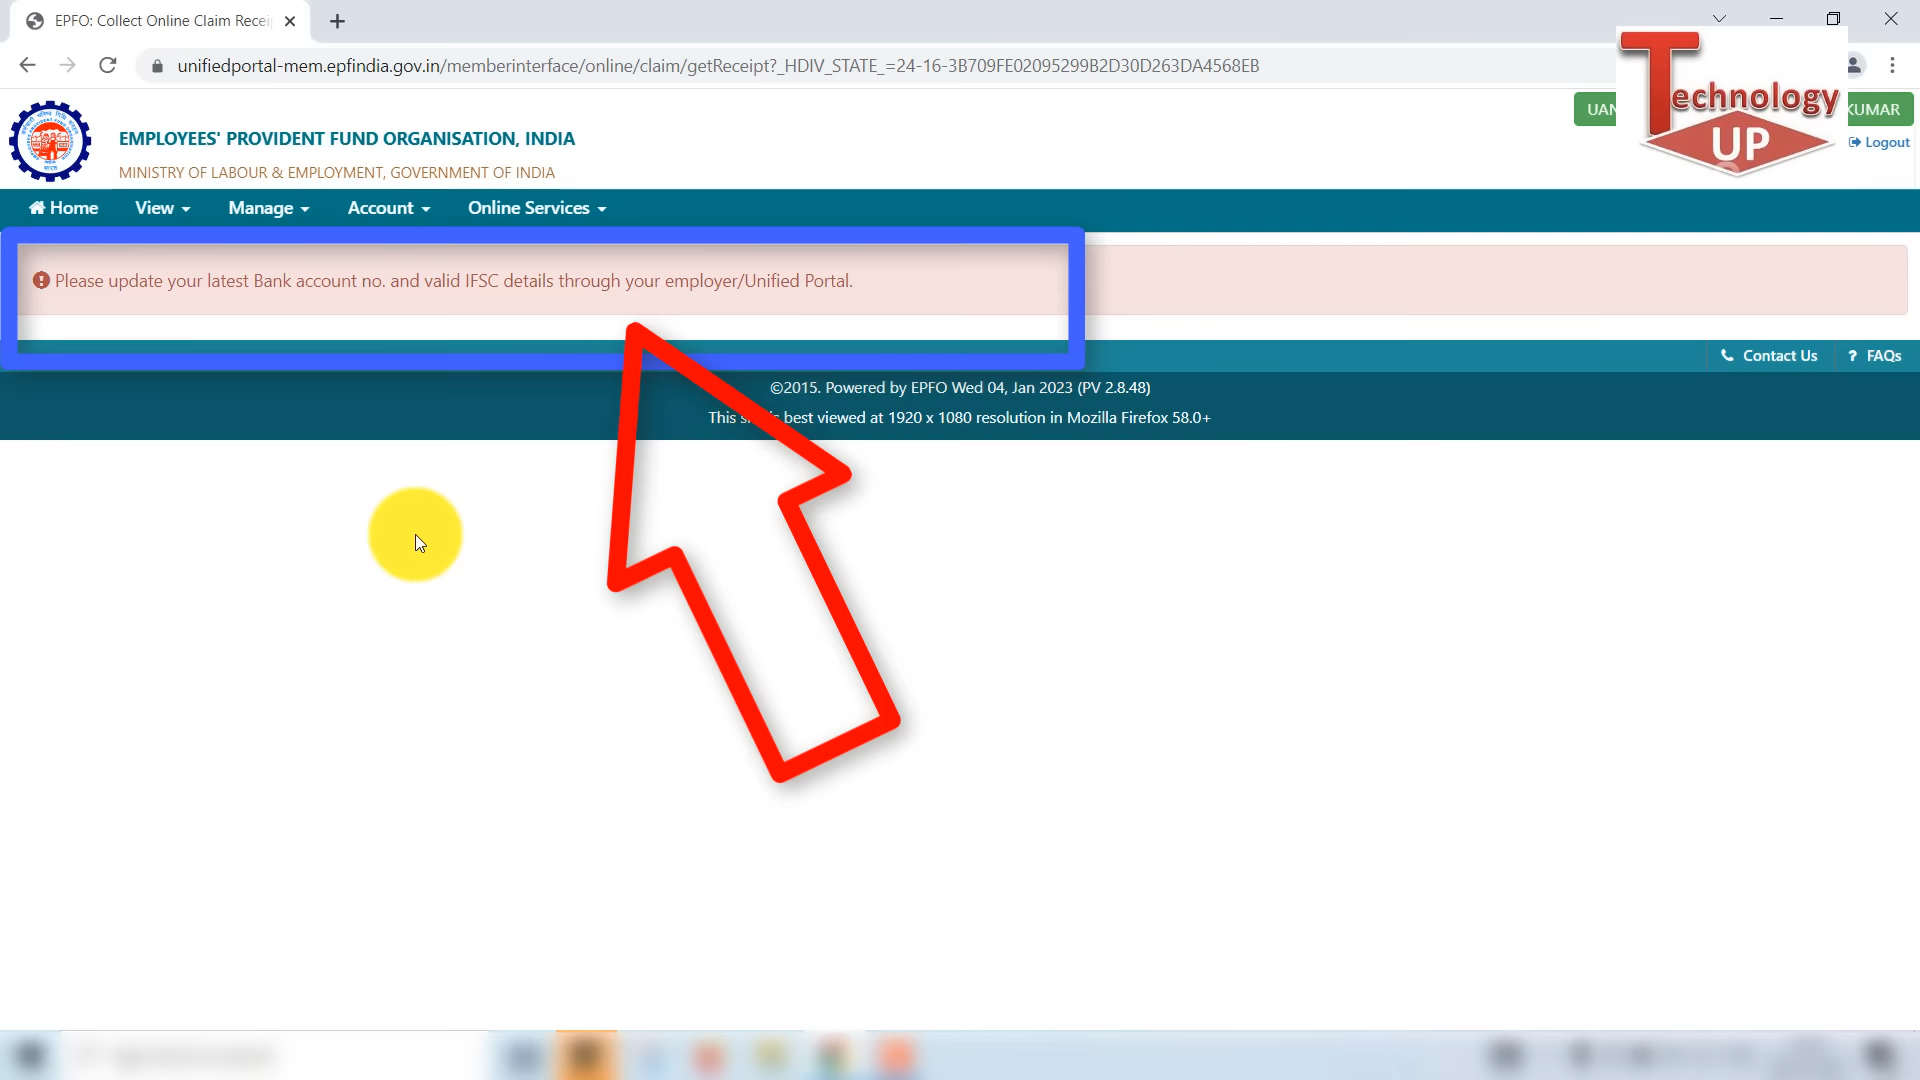 EPFO: Collect Online Claim Recei
unifiedportal-mem.epfindia.gov.in/memberinterface/online/claim/getReceipt?_HDIV_STATE_=24-16-3B709FE02095299B2D30D263DA4568EB
EMPLOYEES' PROVIDENT FUND ORGANISATION, INDIA
MINISTRY OF LABOUR & EMPLOYMENT, GOVERNMENT OF INDIA
UAN
Technology
UP
KUMAR
Logout
Home View Manage Account Online Services
Please update your latest Bank account no. and valid IFSC details through your employer/Unified Portal.
Contact Us ? FAQs
©2015. Powered by EPFO Wed 04, Jan 2023 (PV 2.8.48)
This best viewed at 1920 x 1080 resolution in Mozilla Firefox 58.0+